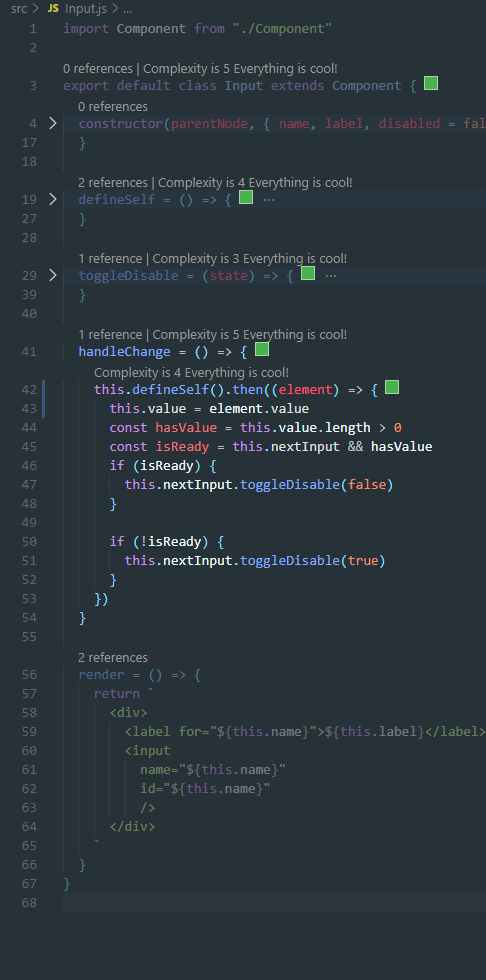 src > JS Input.js > ...
1 import Component from "./Component"
2
0 references | Complexity is 5 Everything is cool!
3 export default class Input extends Component {
0 references
4 constructor(parentNode, { name, label, disabled = fal
17 }
18
2 references | Complexity is 4 Everything is cool!
19 defineSelf = () => { ...
27 }
28
1 reference | Complexity is 3 Everything is cool!
29 toggleDisable = (state) => { ...
39 }
40
1 reference | Complexity is 5 Everything is cool!
41 handleChange = () => {
Complexity is 4 Everything is cool!
42 this.defineSelf().then((element) => {
43 this.value = element.value
44 const hasValue = this.value.length > 0
45 const isReady = this.nextInput && hasValue
46 if (isReady) {
47 this.nextInput.toggleDisable(false)
48 }
49
50 if (!isReady) {
51 this.nextInput.toggleDisable(true)
52 }
53 })
54 }
55
2 references
56 render = () => {
57 return `
58 <div>
59 <label for="${this.name}">${this.label}</label>
60 <input
61 name="${this.name}"
62 id="${this.name}"
63 />
64 </div>
65 `
66 }
67 }
68